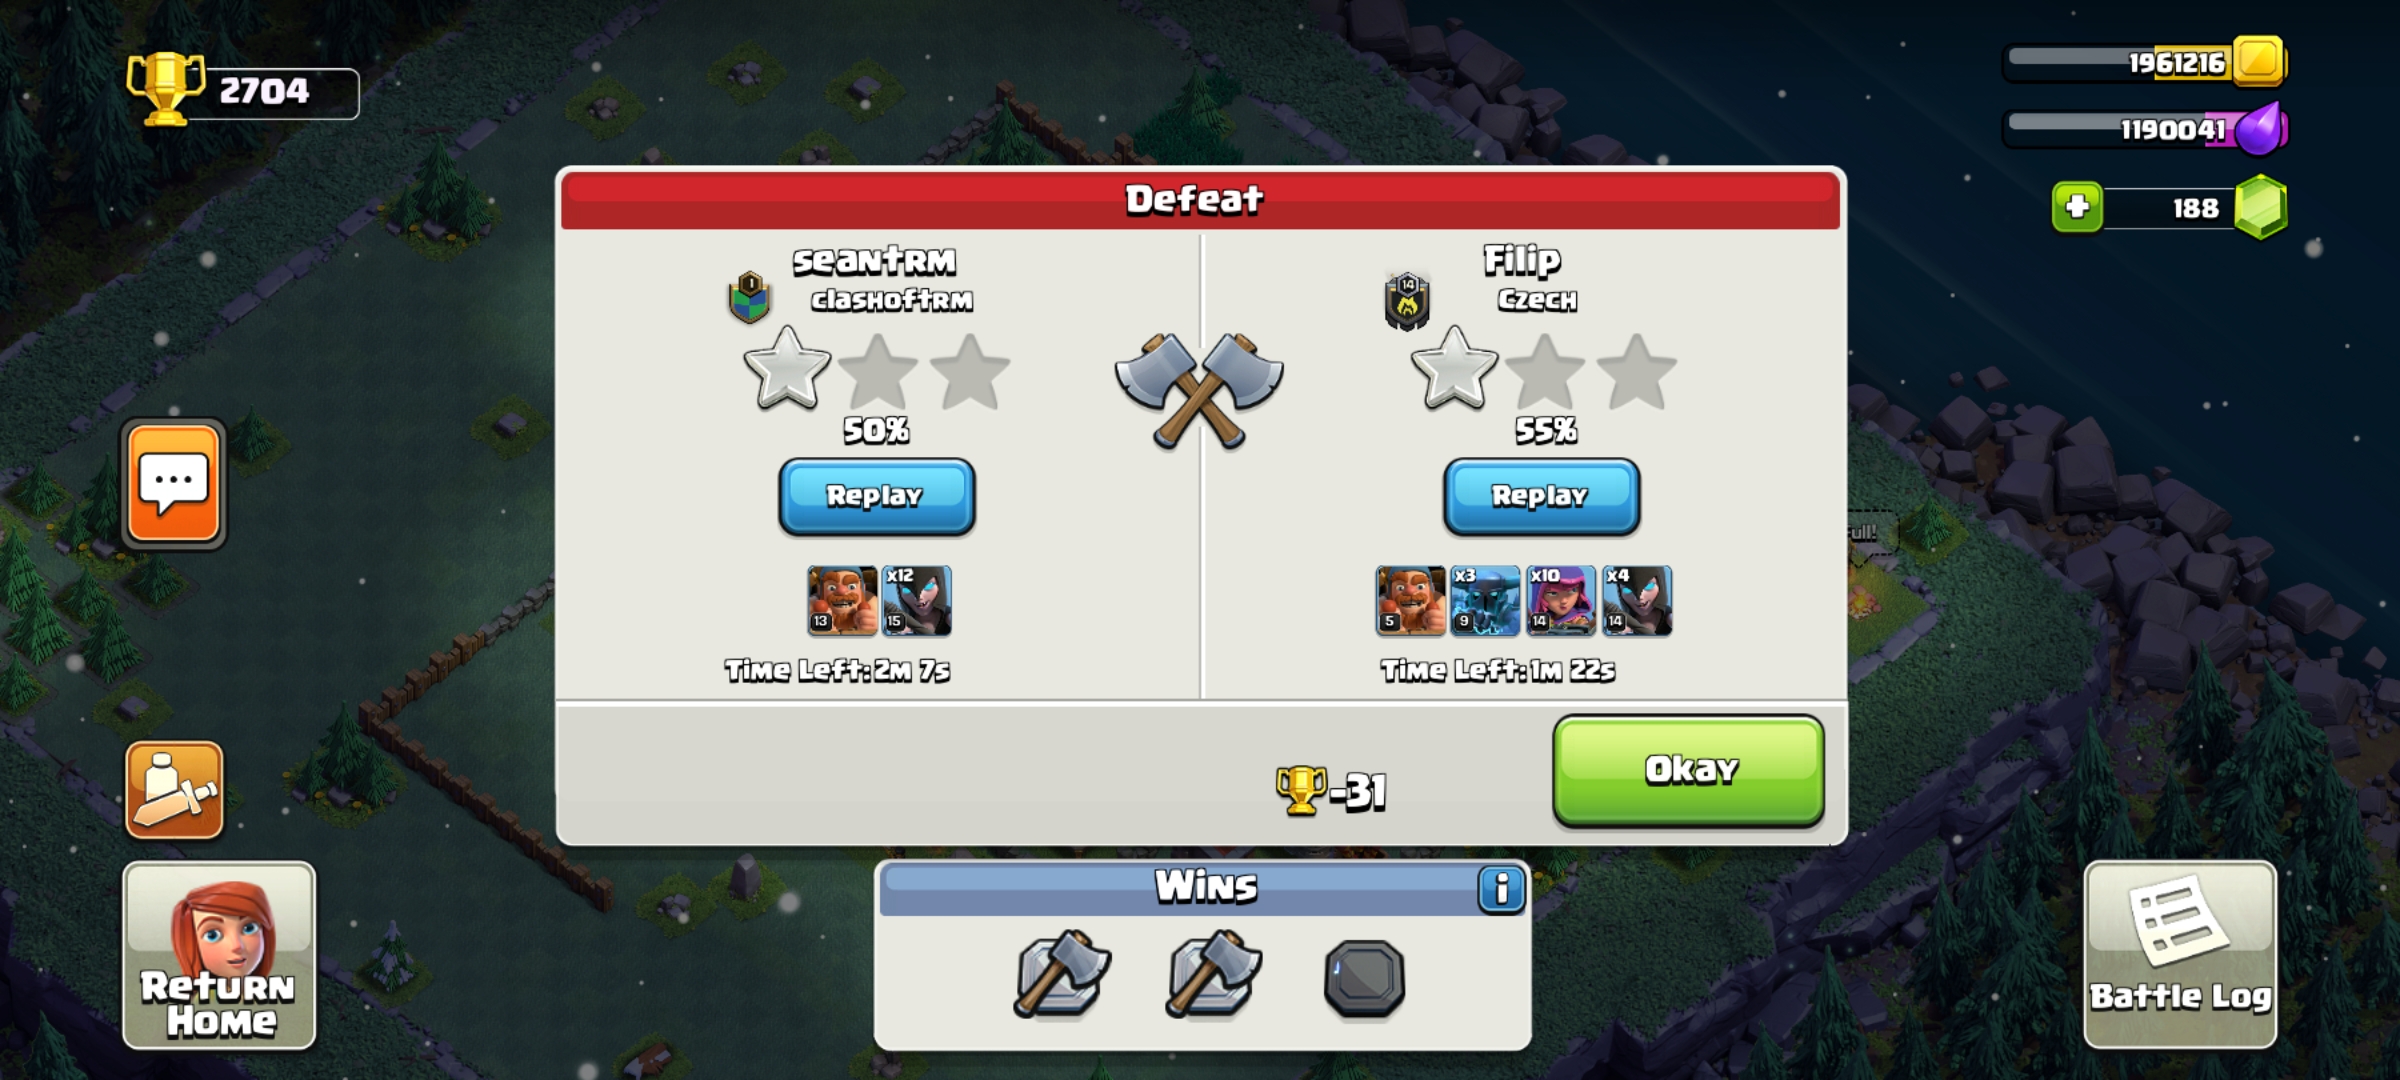 2704
1961216
1190041
188
Defeat
seantrm
clashoftrm
1
50%
Replay
13
x12
15
Time Left: 2m 7s
Filip
Czech
14
55%
Replay
5
x3
9
x10
14
x4
14
Time Left: 1m 22s
-31
Okay
Wins
i
Return
Home
Battle Log